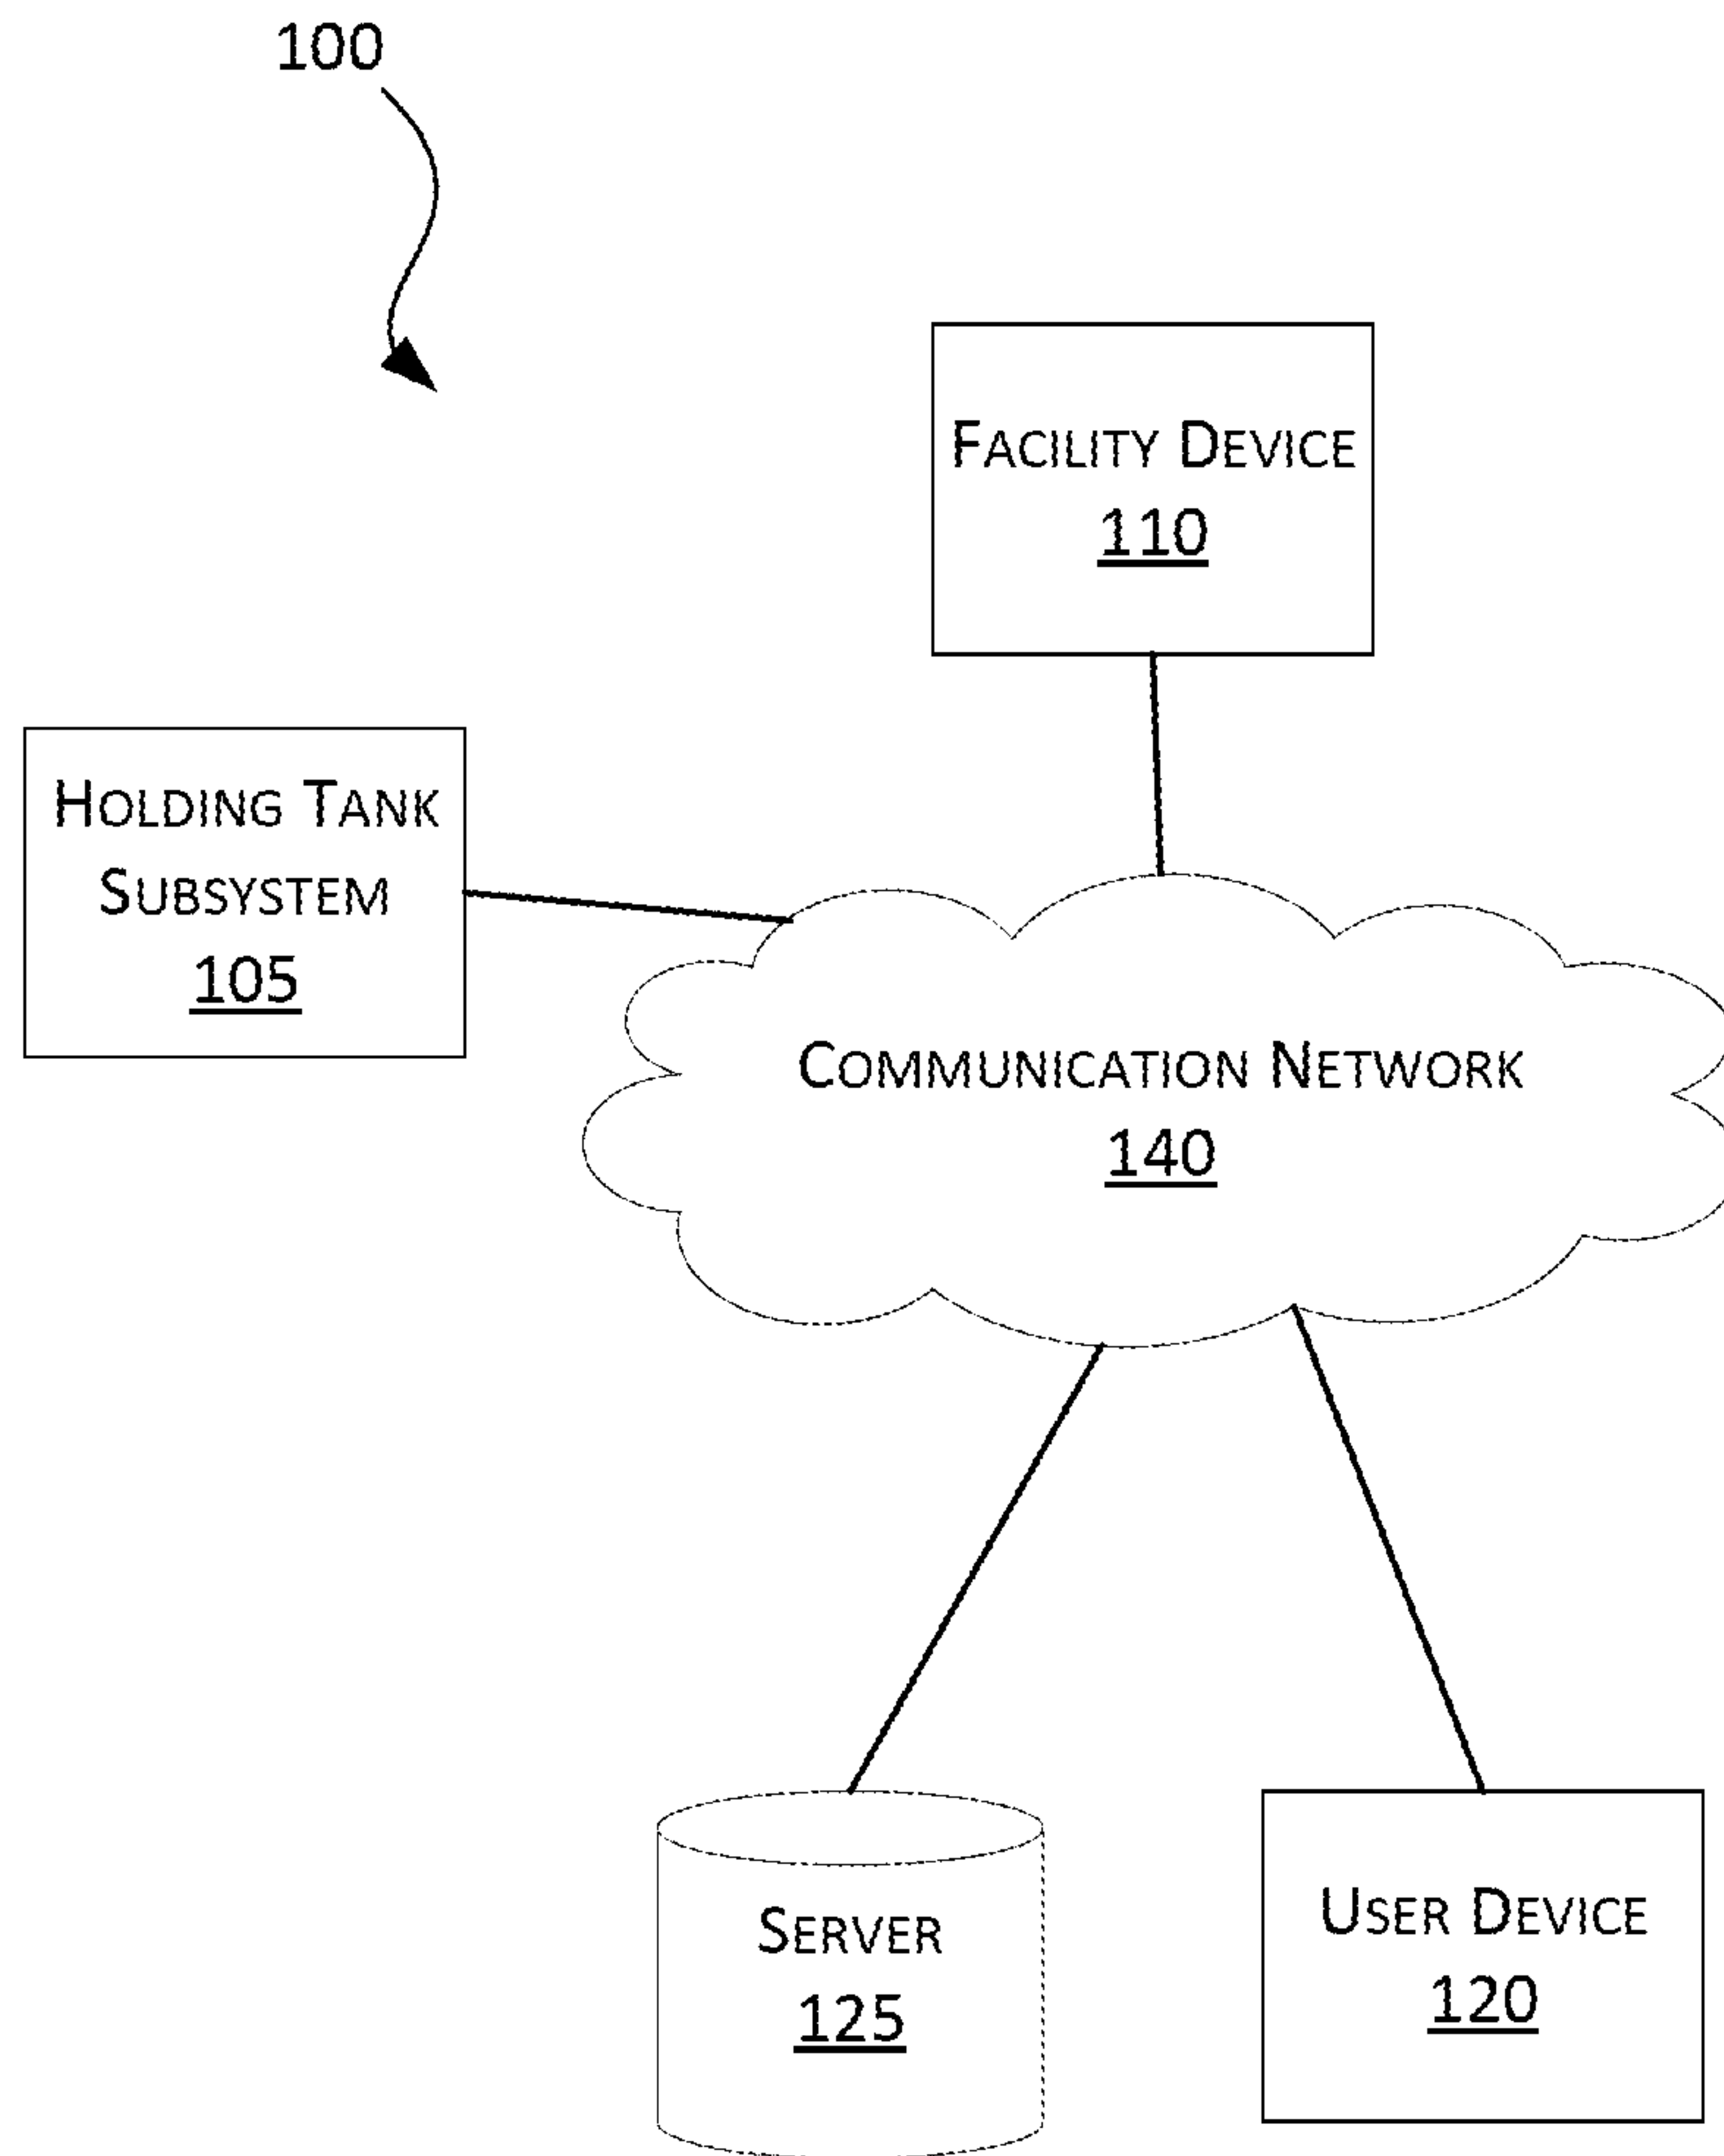 100
FACILITY DEVICE
110
HOLDING TANK
SUBSYSTEM
105
COMMUNICATION NETWORK
140
SERVER
125
USER DEVICE
120